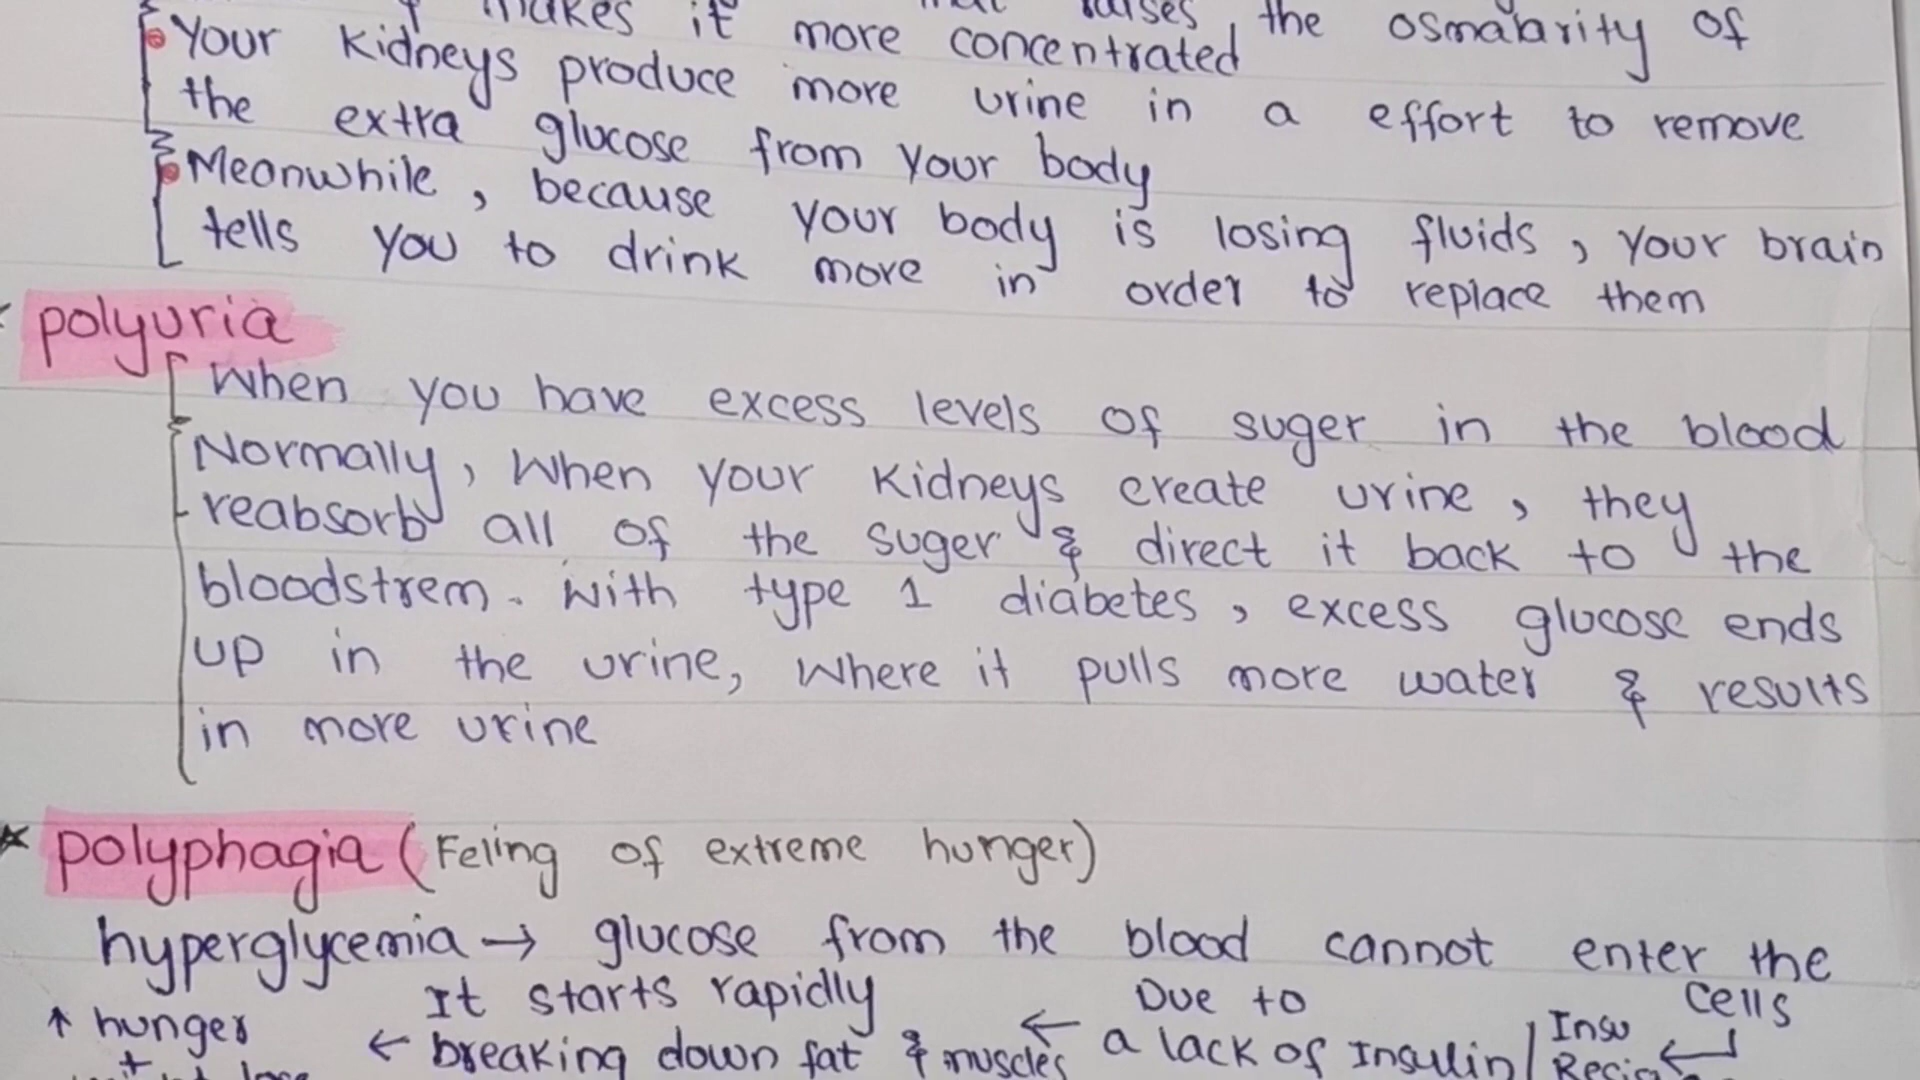 makes it more concentrated the osmabrity of
Your Kidneys produce more urine in a effort to remove
the extra glucose from your body
Meanwhile, because your body is losing fluids, your brain
tells you to drink more in order to replace them
polyuria
When you have excess levels of suger in the blood
Normally, When your Kidneys create urine, they
reabsorb all of the suger & direct it back to the
bloodstrem. With type 1 diabetes, excess glucose ends
up in the urine, where it pulls more water & results
in more urine
polyphagia (Feling of extreme hunger)
hyperglycemia → glucose from the blood cannot enter the
cells
↑ hunger ← It starts rapidly breaking down fat & muscles ← Due to a lack of Insulin/